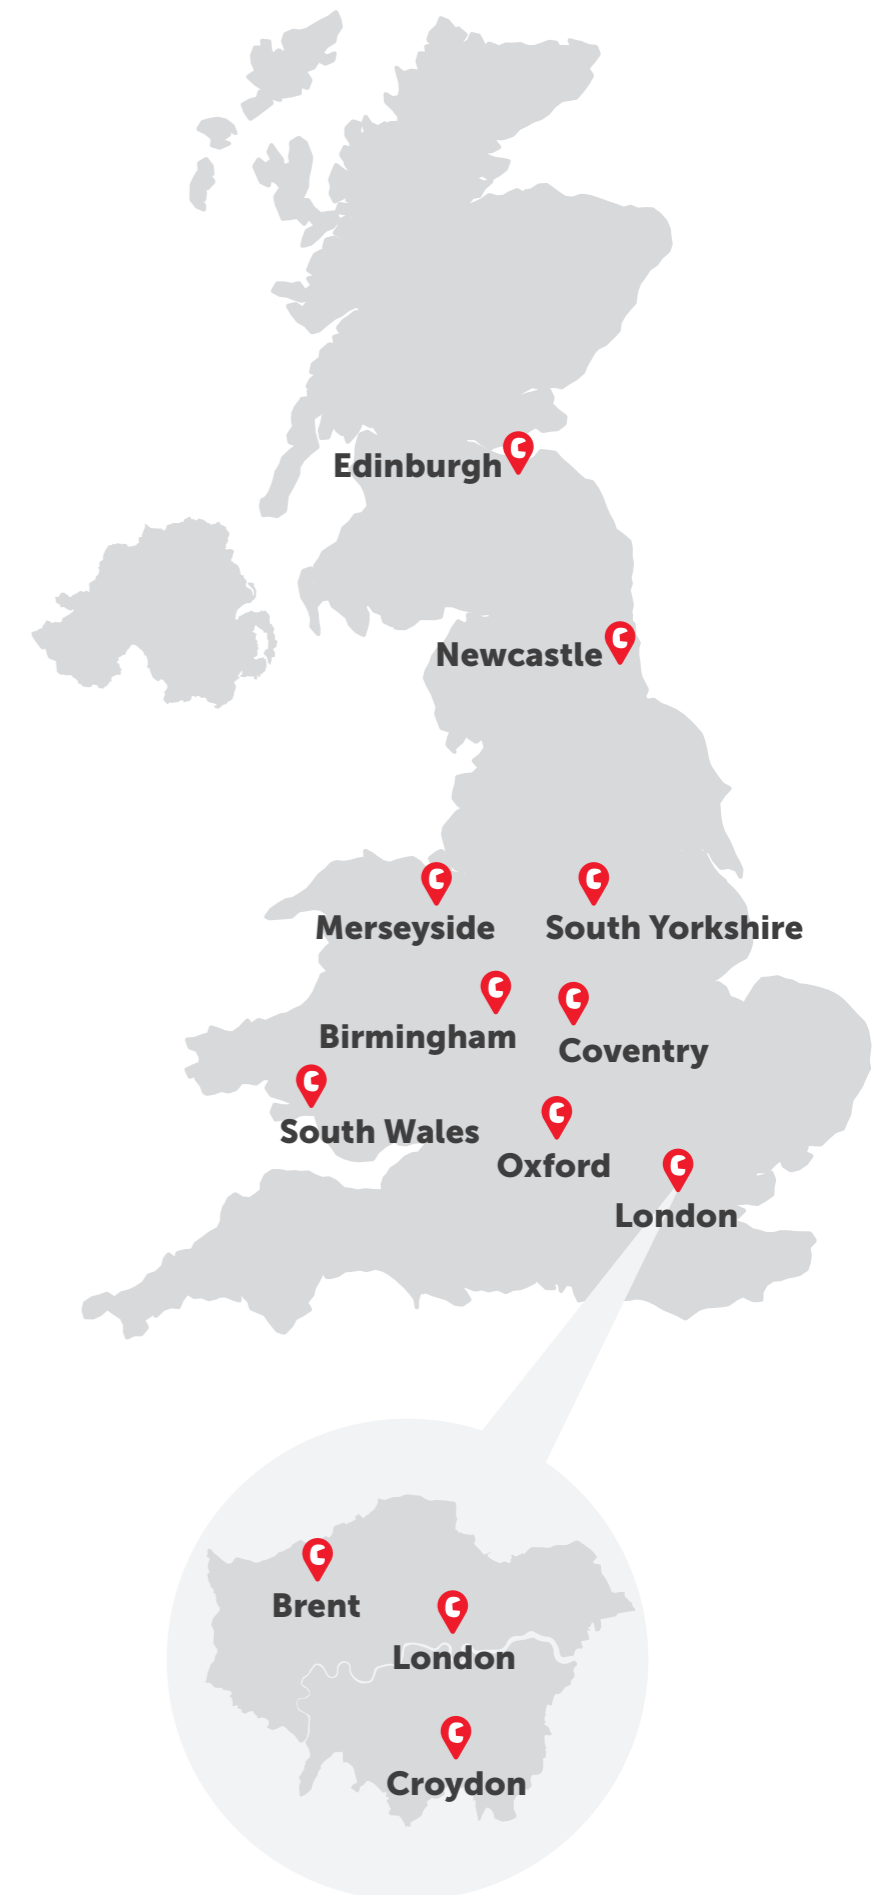 Edinburgh
Newcastle
Merseyside
South Yorkshire
Birmingham
Coventry
South Wales
Oxford
London
Brent
London
Croydon